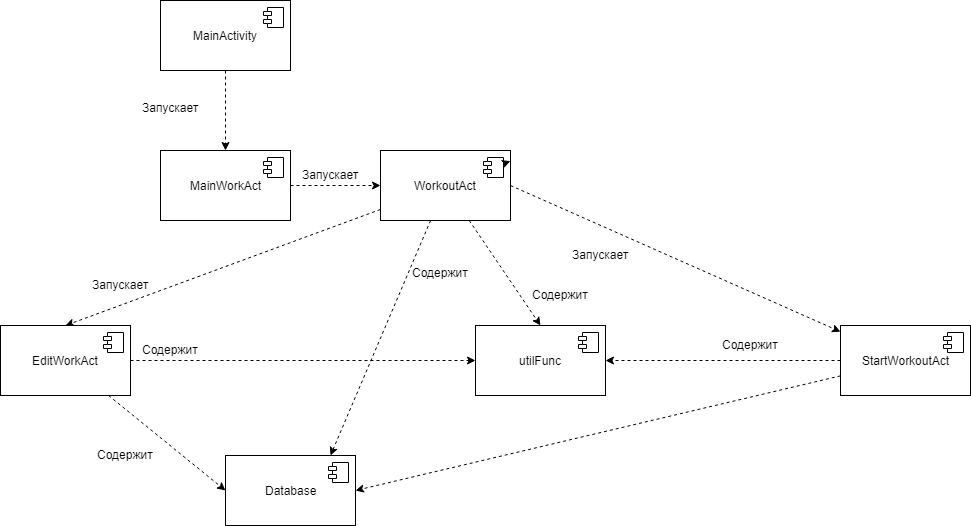 MainActivity
Запускает
MainWorkAct
Запускает
WorkoutAct
Содержит
Запускает
Запускает
Содержит
EditWorkAct
Содержит
utilFunc
Содержит
StartWorkoutAct
Содержит
Database